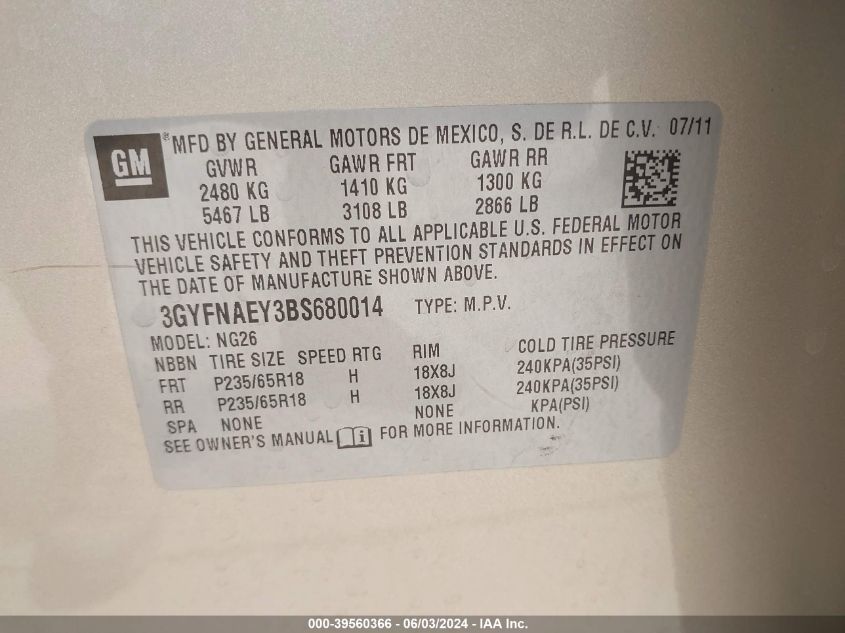 GM ® MFD BY GENERAL MOTORS DE MEXICO, S. DE R.L. DE C.V. 07/11
GVWR GAWR FRT GAWR RR
2480 KG 1410 KG 1300 KG
5467 LB 3108 LB 2866 LB
THIS VEHICLE CONFORMS TO ALL APPLICABLE U.S. FEDERAL MOTOR
VEHICLE SAFETY AND THEFT PREVENTION STANDARDS IN EFFECT ON
THE DATE OF MANUFACTURE SHOWN ABOVE.
3GYFNAEY3BS680014 TYPE: M.P.V.
MODEL: NG26
NBBN TIRE SIZE SPEED RTG RIM COLD TIRE PRESSURE
FRT P235/65R18 H 18X8J 240KPA(35PSI)
RR P235/65R18 H 18X8J 240KPA(35PSI)
SPA NONE NONE KPA(PSI)
SEE OWNER'S MANUAL FOR MORE INFORMATION.
000-39560366 - 06/03/2024 - IAA Inc.